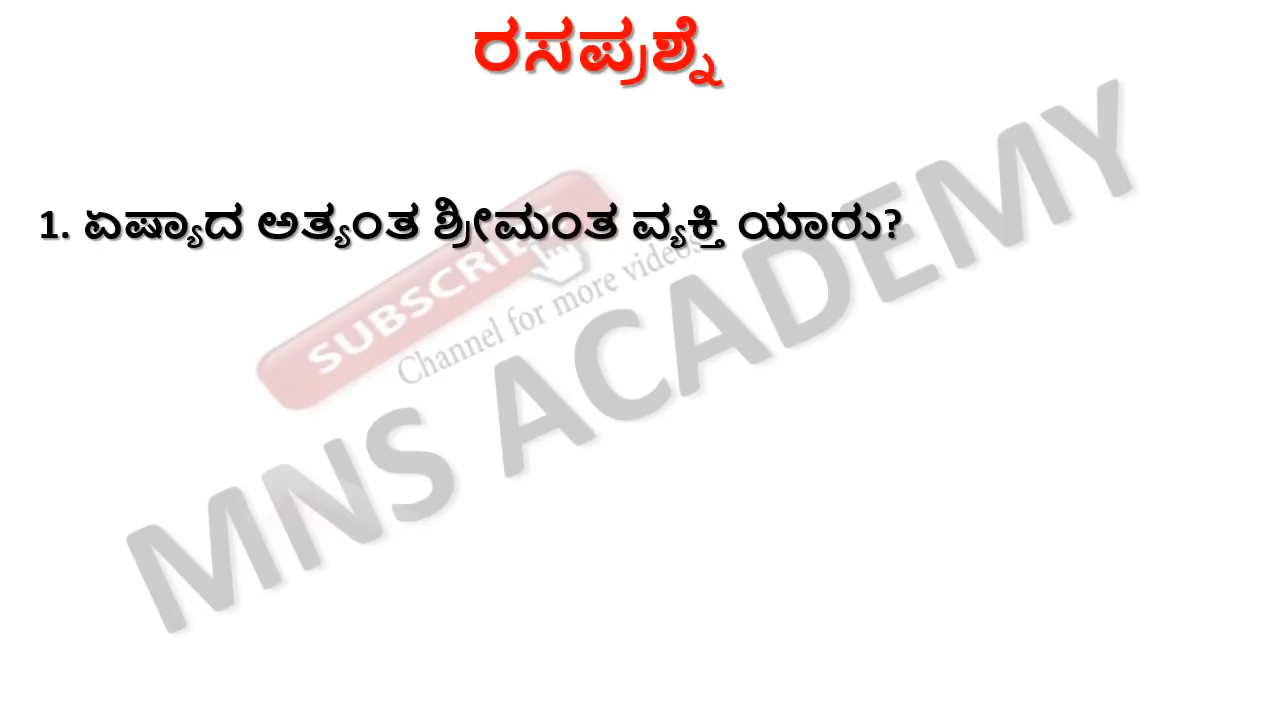 ರಸಪ್ರಶ್ನೆ
1. ಏಷ್ಯಾದ ಅತ್ಯಂತ ಶ್ರೀಮಂತ ವ್ಯಕ್ತಿ ಯಾರು?
SUBSCRIBE
Channel for more videos
MNS ACADEMY